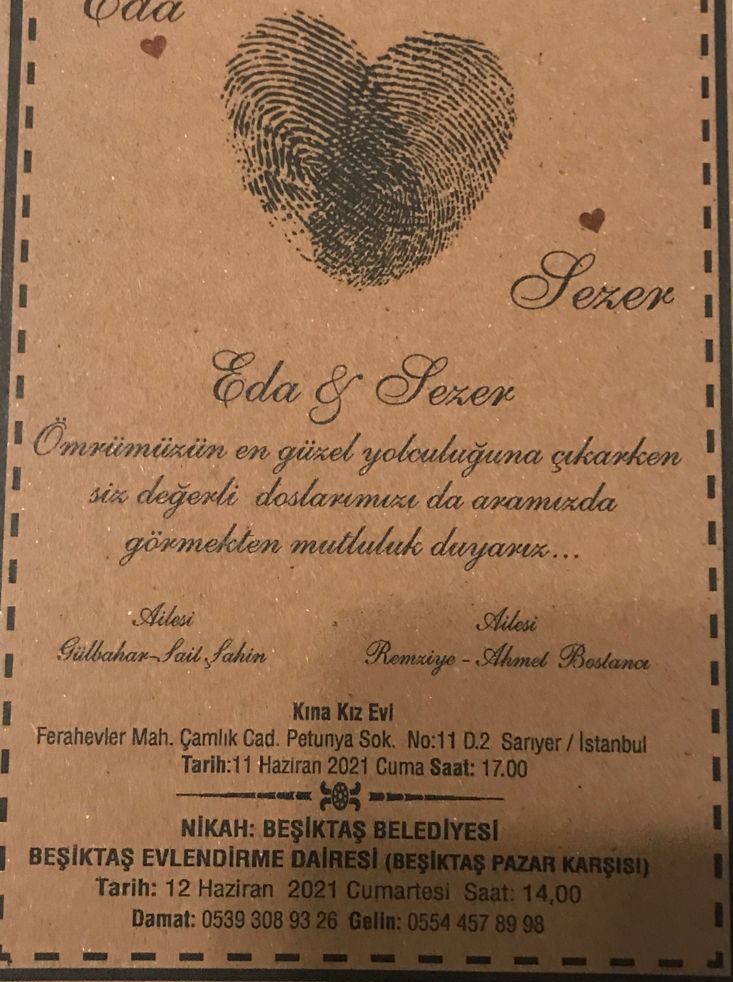 Eda
Sezer
Eda & Sezer
Ömrümüzün en güzel yolculuğuna çıkarken
siz değerli doslarımızı da aramızda
görmekten mutluluk duyarız...
Ailesi Ailesi
Gülbahar-Sait Şahin Remziye - Ahmet Bostancı
Kına Kız Evi
Ferahevler Mah. Çamlık Cad. Petunya Sok. No:11 D.2 Sarıyer / İstanbul
Tarih:11 Haziran 2021 Cuma Saat: 17.00
NİKAH: BEŞİKTAŞ BELEDİYESİ
BEŞİKTAŞ EVLENDİRME DAİRESİ (BEŞİKTAŞ PAZAR KARŞISI)
Tarih: 12 Haziran 2021 Cumartesi Saat: 14,00
Damat: 0539 308 93 26 Gelin: 0554 457 89 98